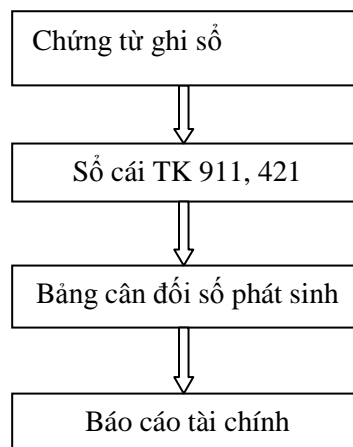 Chứng từ ghi sổ
Sổ cái TK 911, 421
Bảng cân đối số phát sinh
Báo cáo tài chính